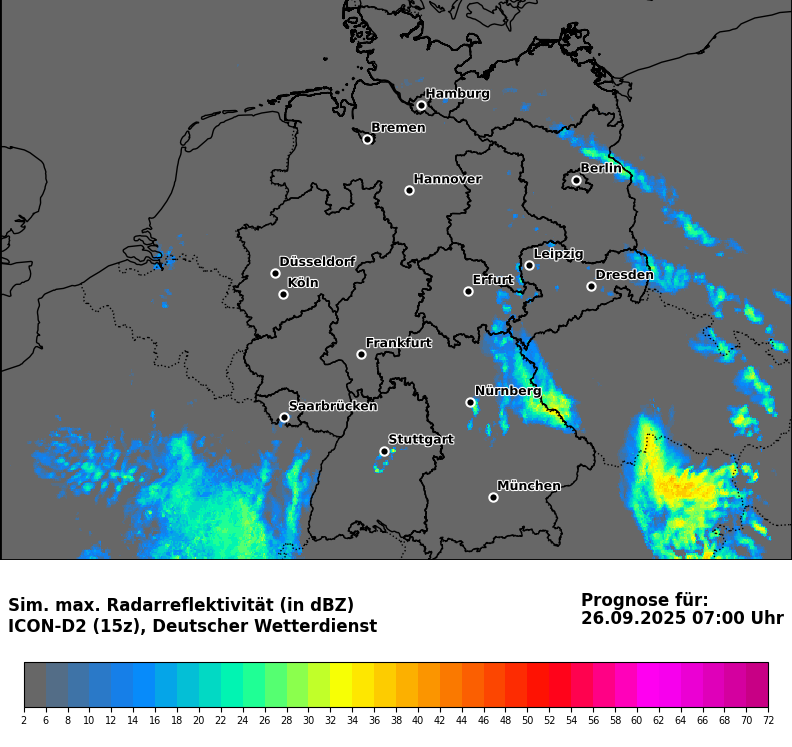 Hamburg
Bremen
Berlin
Hannover
Leipzig
Düsseldorf
Dresden
Köln
Erfurt
Frankfurt
Nürnberg
Saarbrücken
Stuttgart
München
Sim. max. Radarreflektivität (in dBZ)
ICON-D2 (15z), Deutscher Wetterdienst
Prognose für:
26.09.2025 07:00 Uhr
2 6 8 10 12 14 16 18 20 22 24 26 28 30 32 34 36 38 40 42 44 46 48 50 52 54 56 58 60 62 64 66 68 70 72